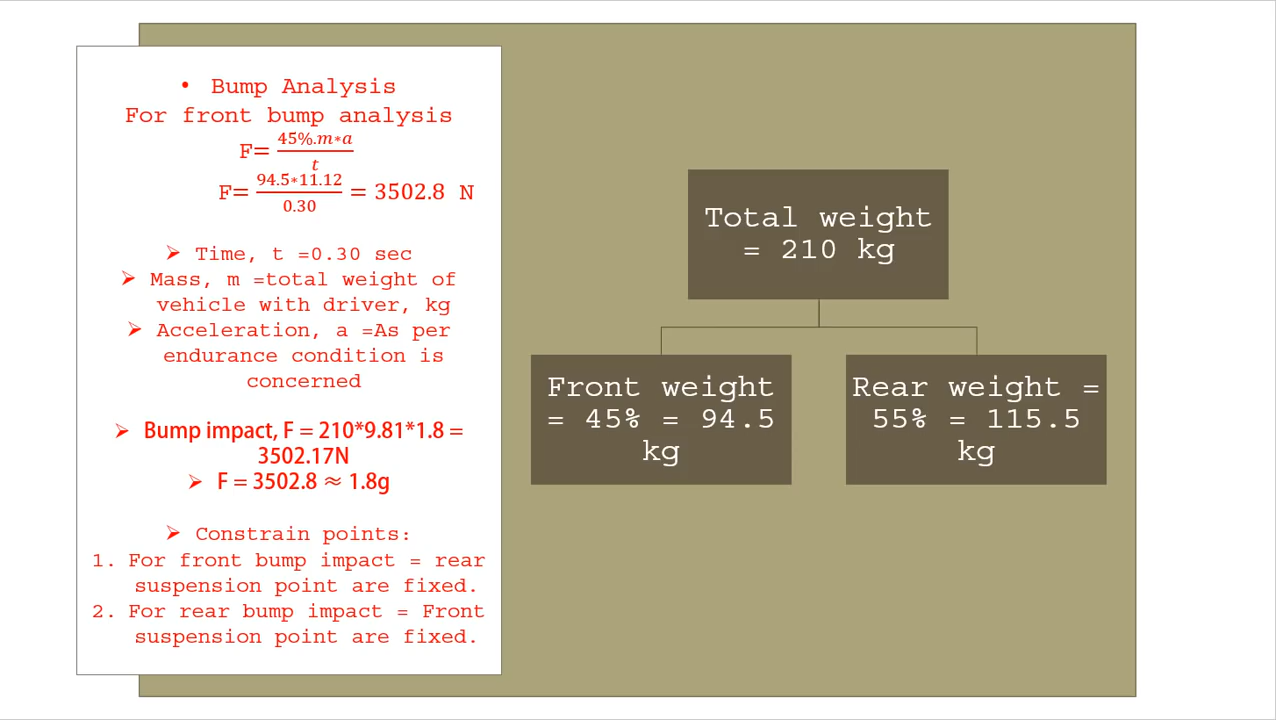 • Bump Analysis
For front bump analysis
F= 45%.m∗a / t
F= 94.5∗11.12 / 0.30 = 3502.8 N
➢ Time, t =0.30 sec
➢ Mass, m =total weight of
vehicle with driver, kg
➢ Acceleration, a =As per
endurance condition is
concerned
➢ Bump impact, F = 210*9.81*1.8 =
3502.17N
➢ F = 3502.8 ≈ 1.8g
➢ Constrain points:
1. For front bump impact = rear
suspension point are fixed.
2. For rear bump impact = Front
suspension point are fixed.
Total weight
= 210 kg
Front weight
= 45% = 94.5
kg
Rear weight =
55% = 115.5
kg